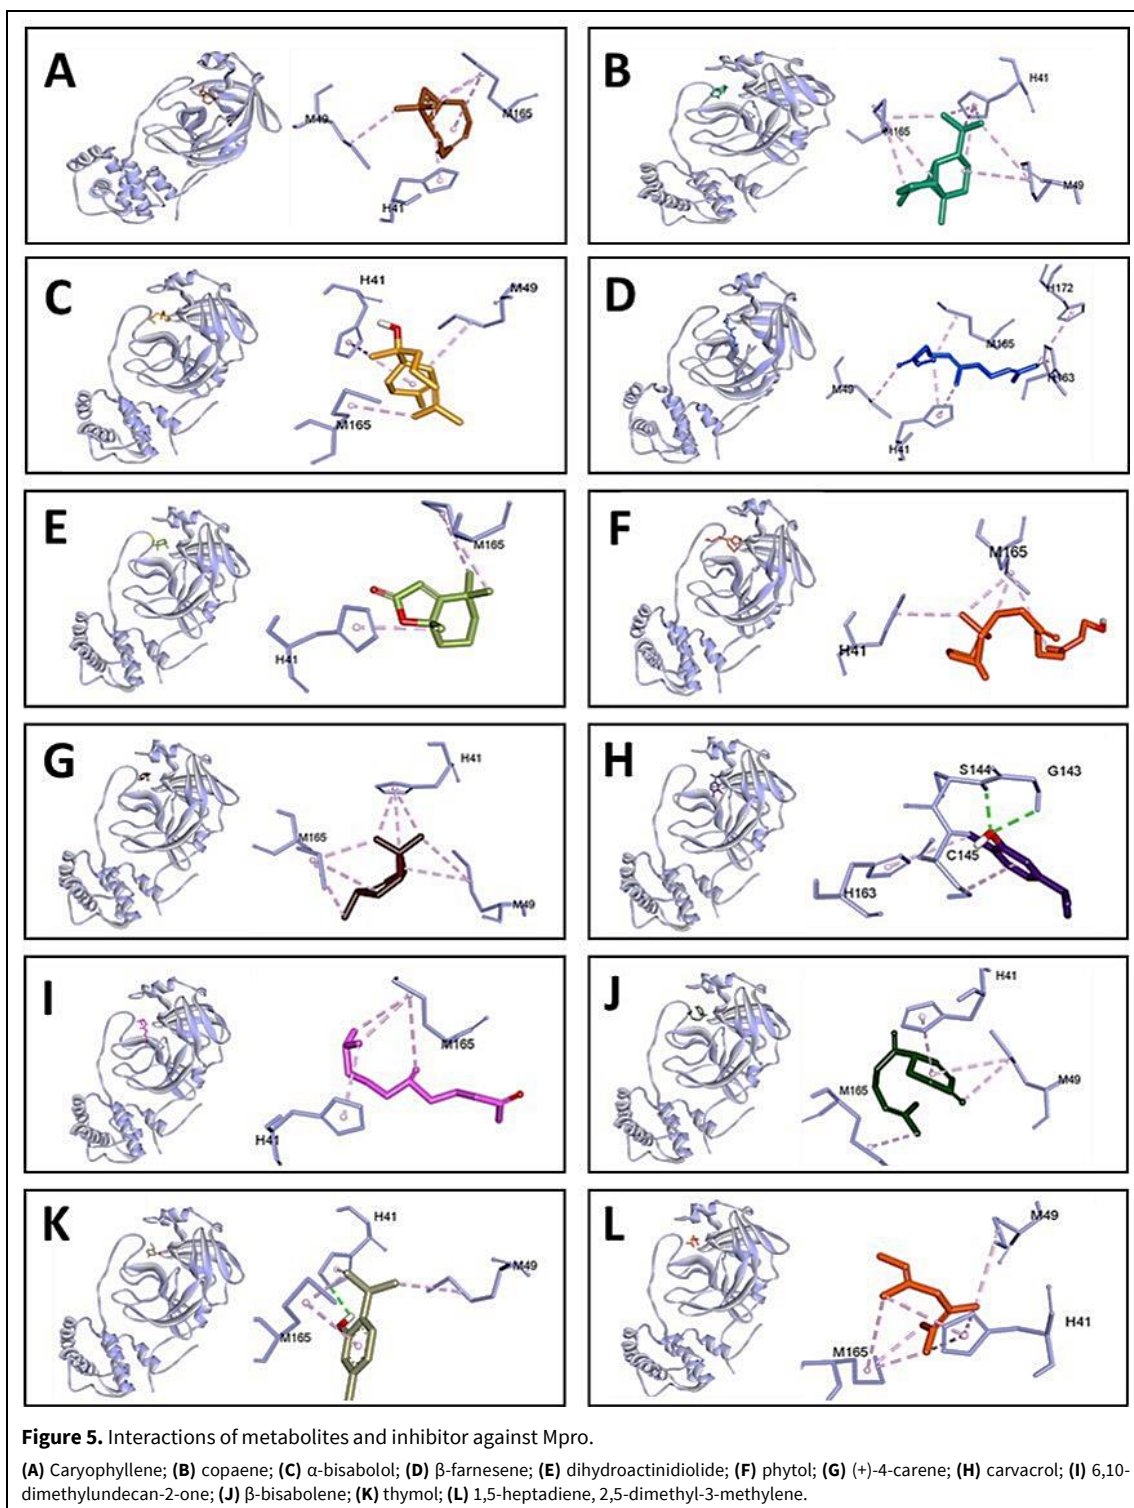 A
M49
M165
H41
B
H41
M165
M49
C
H41
M49
M165
D
H172
M165
M49
H163
H41
E
M165
H41
F
M165
H41
G
H41
M165
M49
H
S144
G143
C145
H163
I
M165
H41
J
H41
M49
M165
K
H41
M49
M165
L
M49
H41
M165
Figure 5. Interactions of metabolites and inhibitor against Mpro.
(A) Caryophyllene; (B) copaene; (C) α-bisabolol; (D) β-farnesene; (E) dihydroactinidiolide; (F) phytol; (G) (+)-4-carene; (H) carvacrol; (I) 6,10-
dimethylundecan-2-one; (J) β-bisabolene; (K) thymol; (L) 1,5-heptadiene, 2,5-dimethyl-3-methylene.